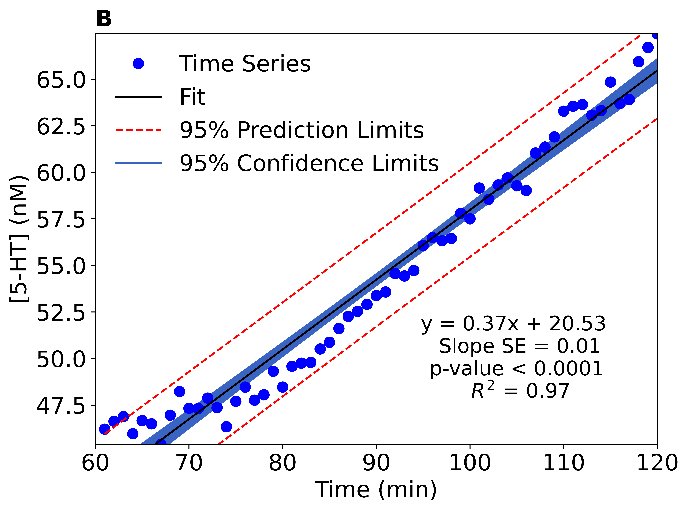 B
Time Series
Fit
95% Prediction Limits
95% Confidence Limits
[5-HT] (nM)
65.0
62.5
60.0
57.5
55.0
52.5
50.0
47.5
y = 0.37x + 20.53
Slope SE = 0.01
p-value < 0.0001
R² = 0.97
60 70 80 90 100 110 120
Time (min)